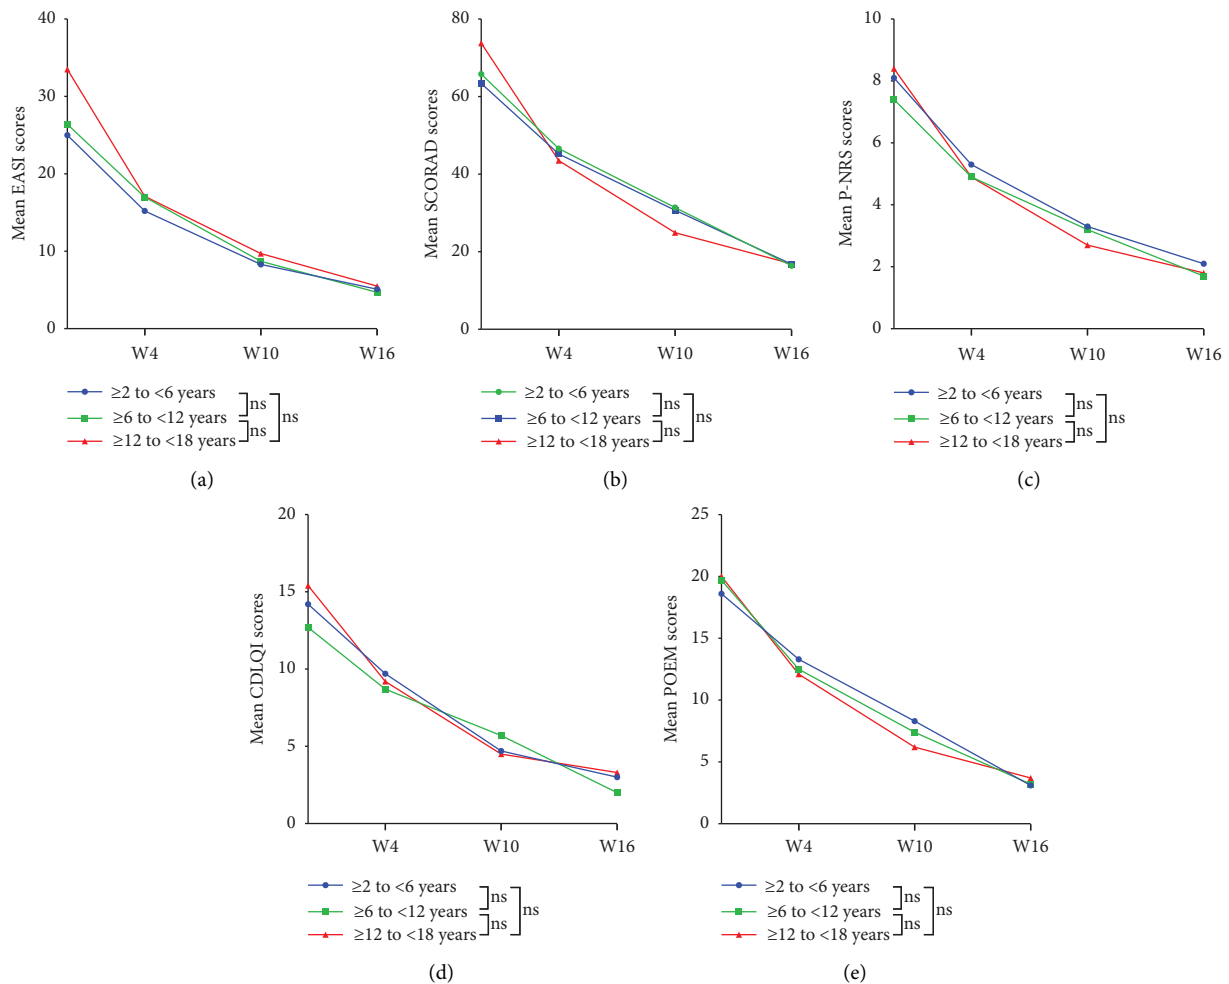 Mean EASI scores
40
30
20
10
0
W4 W10 W16
≥2 to <6 years
≥6 to <12 years
≥12 to <18 years
ns
ns
ns
(a)
Mean SCORAD scores
80
60
40
20
0
W4 W10 W16
≥2 to <6 years
≥6 to <12 years
≥12 to <18 years
ns
ns
ns
(b)
Mean P-NRS scores
10
8
6
4
2
0
W4 W10 W16
≥2 to <6 years
≥6 to <12 years
≥12 to <18 years
ns
ns
ns
(c)
Mean CDLQI scores
20
15
10
5
0
W4 W10 W16
≥2 to <6 years
≥6 to <12 years
≥12 to <18 years
ns
ns
ns
(d)
Mean POEM scores
25
20
15
10
5
0
W4 W10 W16
≥2 to <6 years
≥6 to <12 years
≥12 to <18 years
ns
ns
ns
(e)